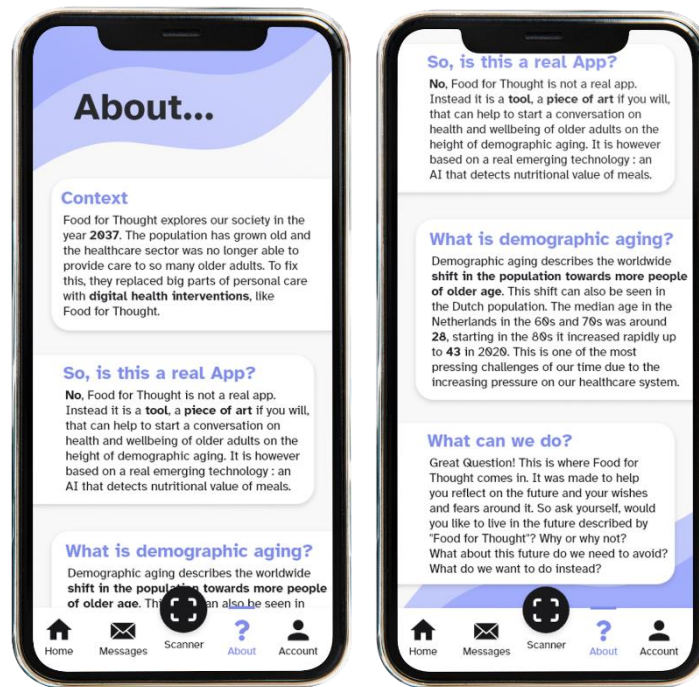 About...
Context
Food for Thought explores our society in the
year 2037. The population has grown old and
the healthcare sector was no longer able to
provide care to so many older adults. To fix
this, they replaced big parts of personal care
with digital health interventions, like
Food for Thought.
So, is this a real App?
No, Food for Thought is not a real app.
Instead it is a tool, a piece of art if you will,
that can help to start a conversation on
health and wellbeing of older adults on the
height of demographic aging. It is however
based on a real emerging technology : an
AI that detects nutritional value of meals.
What is demographic aging?
Demographic aging describes the worldwide
shift in the population towards more people
of older age. Th an also be seen in
Home
Messages
Scanner
?
About
Account
So, is this a real App?
No, Food for Thought is not a real app.
Instead it is a tool, a piece of art if you will,
that can help to start a conversation on
health and wellbeing of older adults on the
height of demographic aging. It is however
based on a real emerging technology : an
AI that detects nutritional value of meals.
What is demographic aging?
Demographic aging describes the worldwide
shift in the population towards more people
of older age. This shift can also be seen in
the Dutch population. The median age in the
Netherlands in the 60s and 70s was around
28, starting in the 80s it increased rapidly up
to 43 in 2020. This is one of the most
pressing challenges of our time due to the
increasing pressure on our healthcare system.
What can we do?
Great Question! This is where Food for
Thought comes in. It was made to help
you reflect on the future and your wishes
and fears around it. So ask yourself, would
you like to live in the future described by
"Food for Thought"? Why or why not?
What about this future do we need to avoid?
What do we want to do instead?
Home
Messages
Scanner
?
About
Account